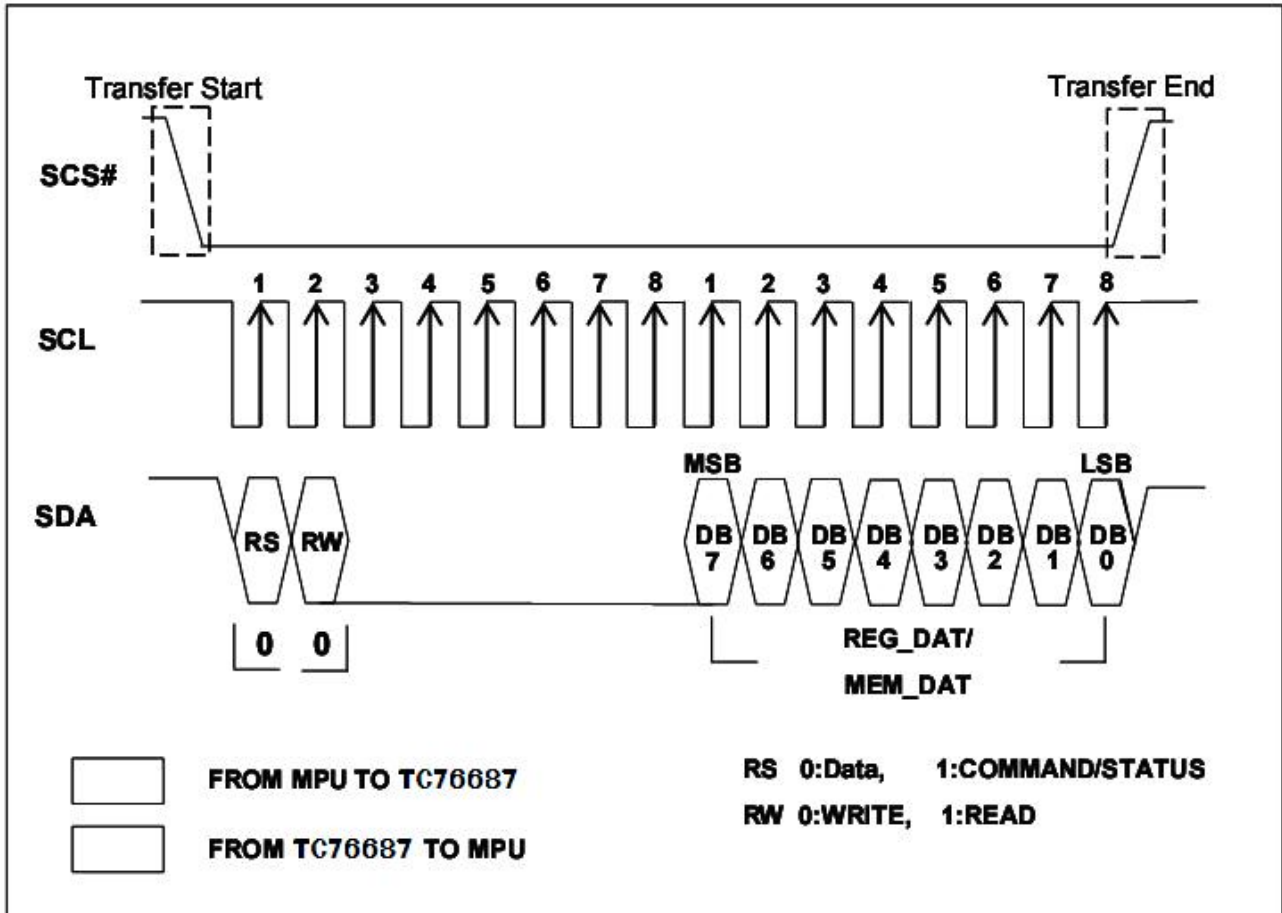 Transfer Start
Transfer End
SCS#
1 2 3 4 5 6 7 8 1 2 3 4 5 6 7 8
SCL
MSB
LSB
SDA
RS RW DB 7 DB 6 DB 5 DB 4 DB 3 DB 2 DB 1 DB 0
0 0
REG_DAT/
MEM_DAT
FROM MPU TO TC76687
FROM TC76687 TO MPU
RS 0:Data, 1:COMMAND/STATUS
RW 0:WRITE, 1:READ